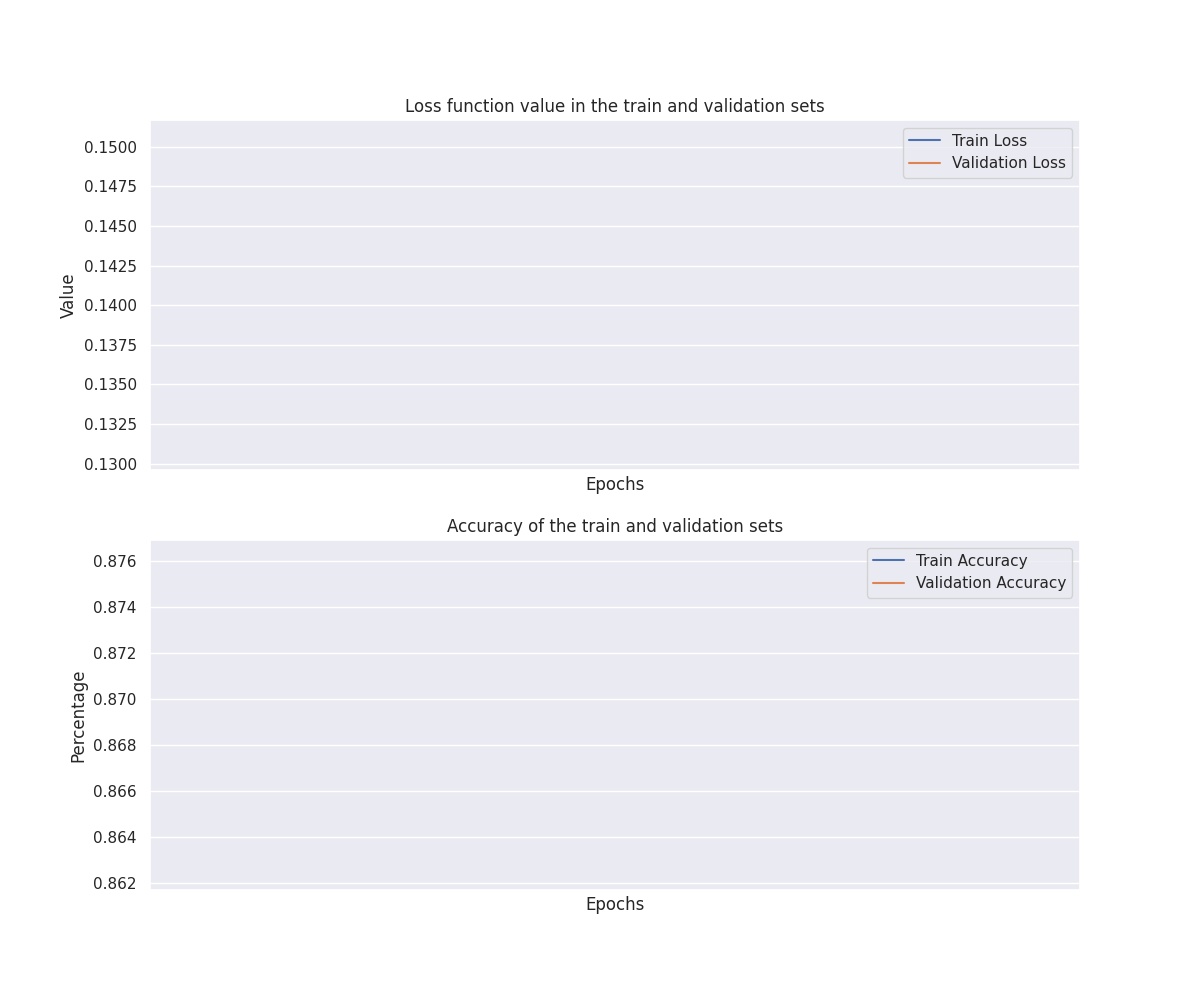 Loss function value in the train and validation sets
0.1500
0.1475
0.1450
0.1425
0.1400
0.1375
0.1350
0.1325
0.1300
Value
Train Loss
Validation Loss
Epochs
Accuracy of the train and validation sets
0.876
0.874
0.872
0.870
0.868
0.866
0.864
0.862
Percentage
Train Accuracy
Validation Accuracy
Epochs